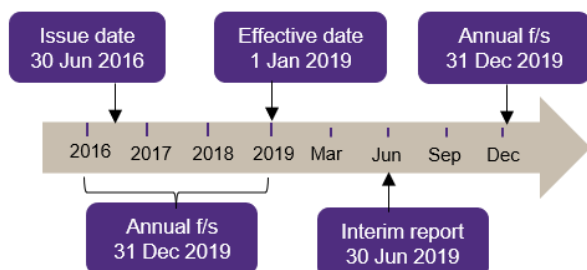 Issue date
30 Jun 2016
Effective date
1 Jan 2019
Annual f/s
31 Dec 2019
2016
2017
2018
2019
Mar
Jun
Sep
Dec
Annual f/s
31 Dec 2019
Interim report
30 Jun 2019